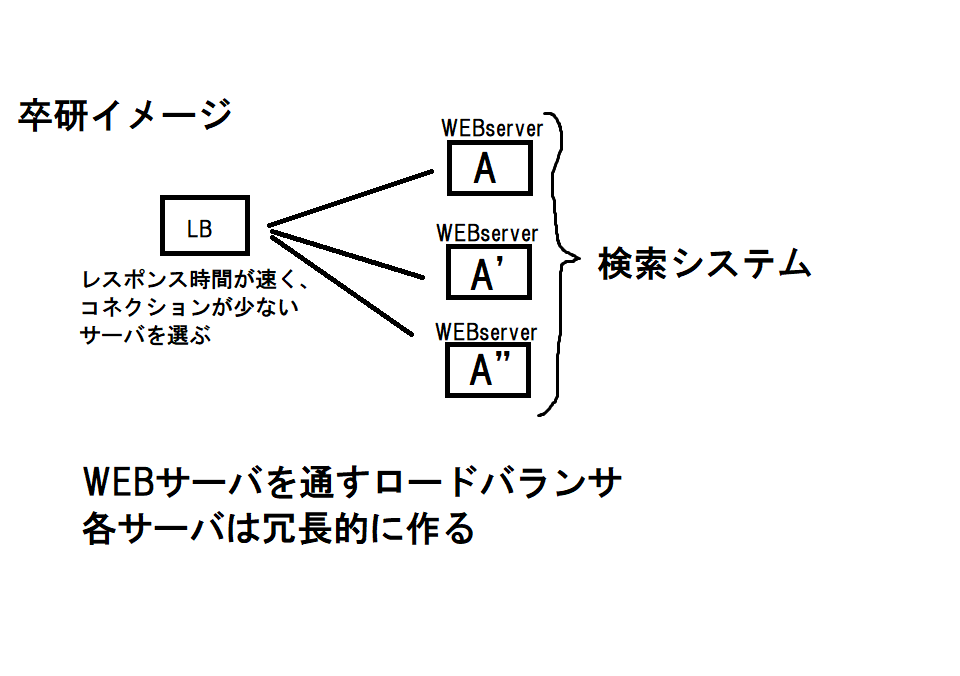 卒研イメージ
LB
レスポンス時間が速く、
コネクションが少ない
サーバを選ぶ
WEBserver
A
WEBserver
A'
WEBserver
A”
検索システム
WEBサーバを通すロードバランサ
各サーバは冗長的に作る